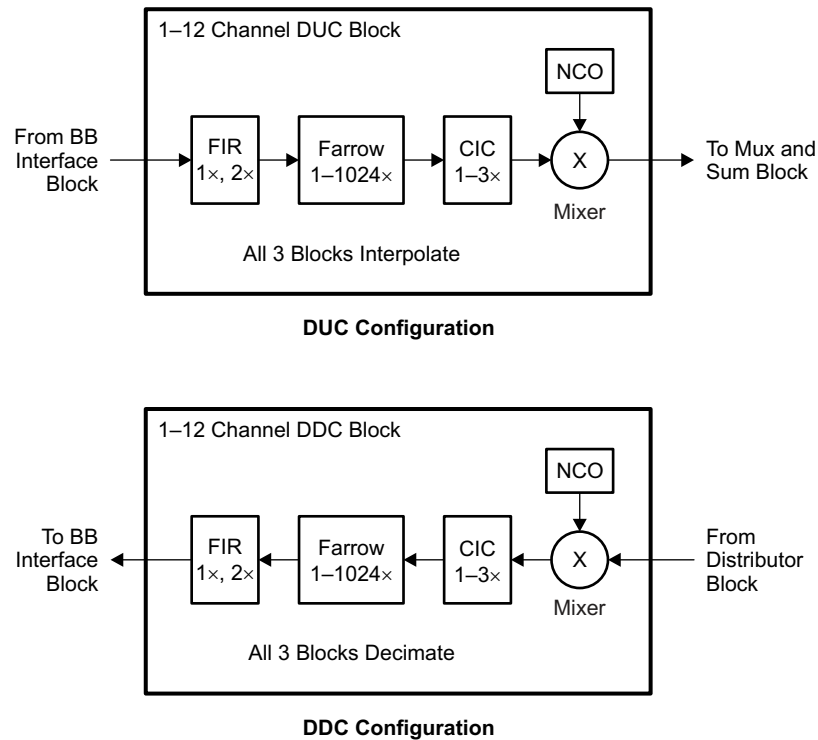 1–12 Channel DUC Block
NCO
From BB
Interface
Block
FIR
1×, 2×
Farrow
1–1024×
CIC
1–3×
X
Mixer
To Mux and
Sum Block
All 3 Blocks Interpolate
DUC Configuration
1–12 Channel DDC Block
NCO
To BB
Interface
Block
FIR
1×, 2×
Farrow
1–1024×
CIC
1–3×
X
Mixer
From
Distributor
Block
All 3 Blocks Decimate
DDC Configuration